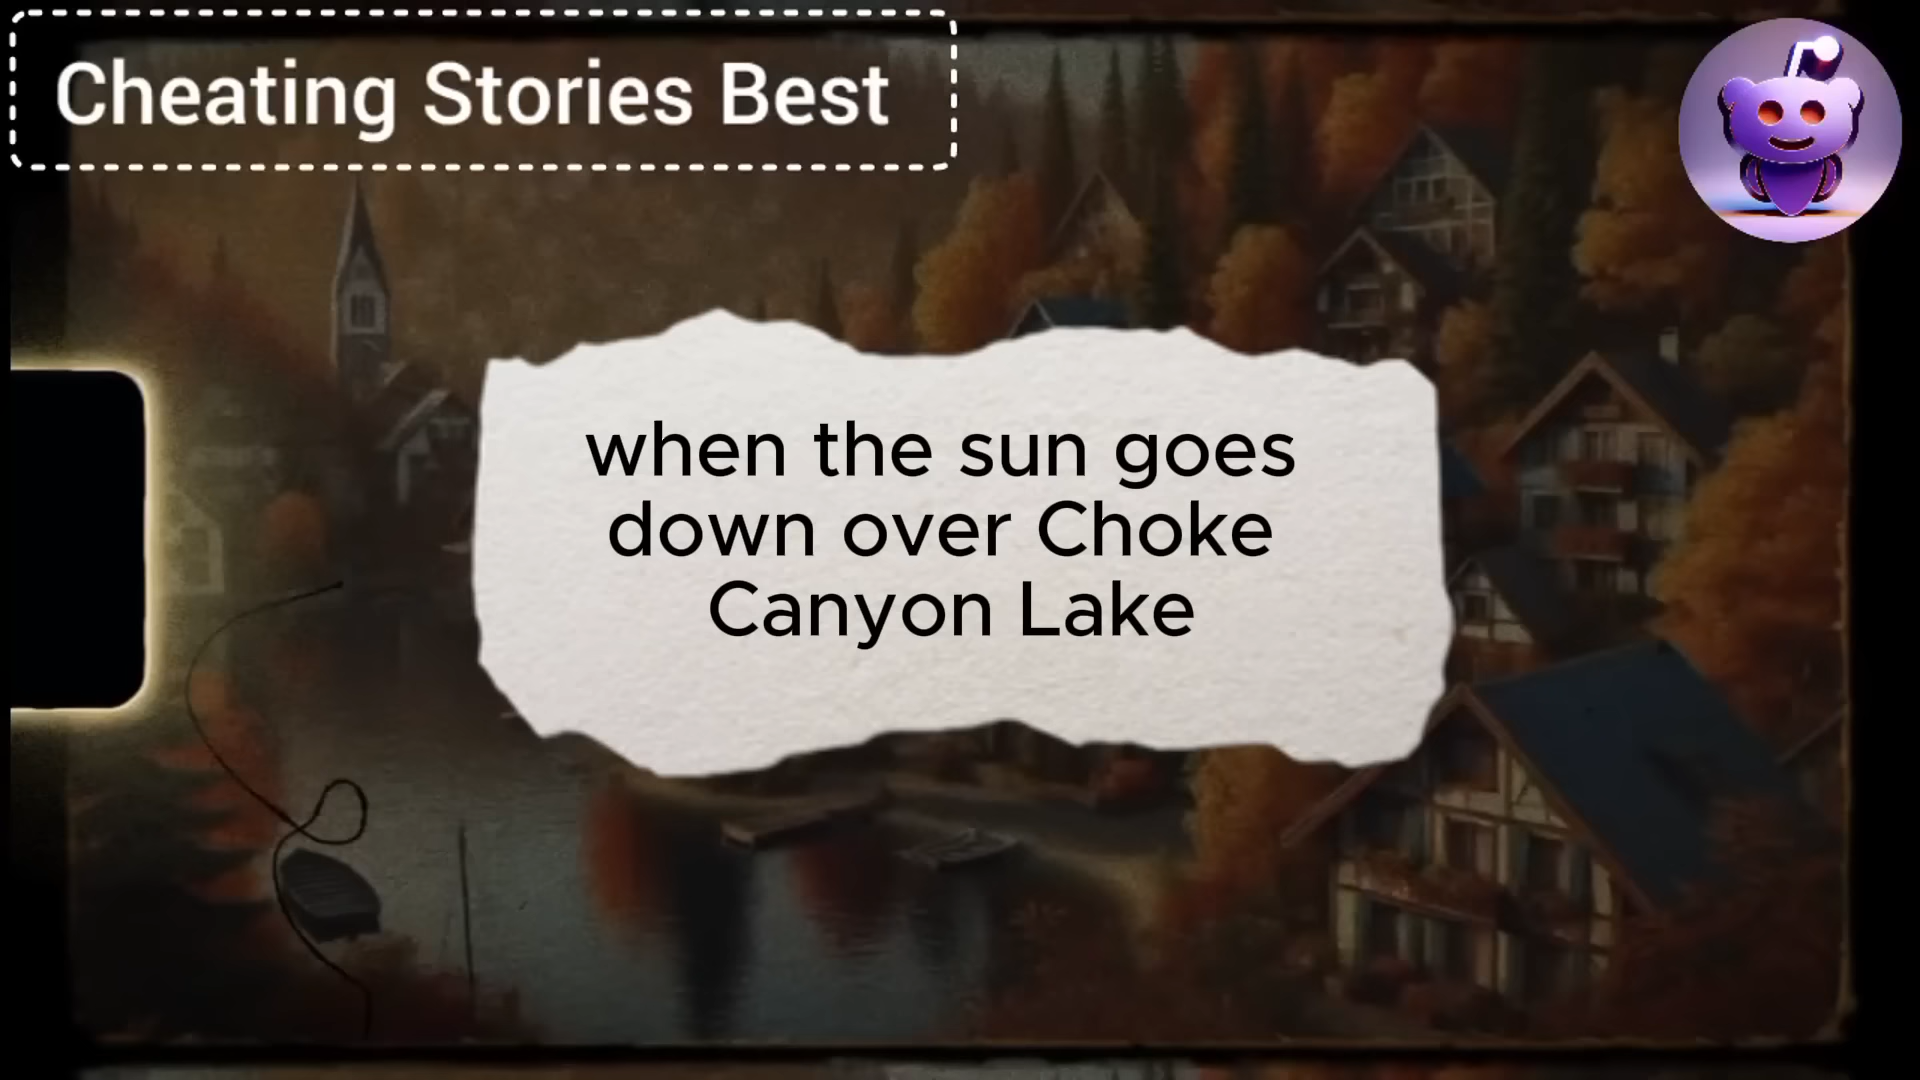 Cheating Stories Best
when the sun goes
down over Choke
Canyon Lake